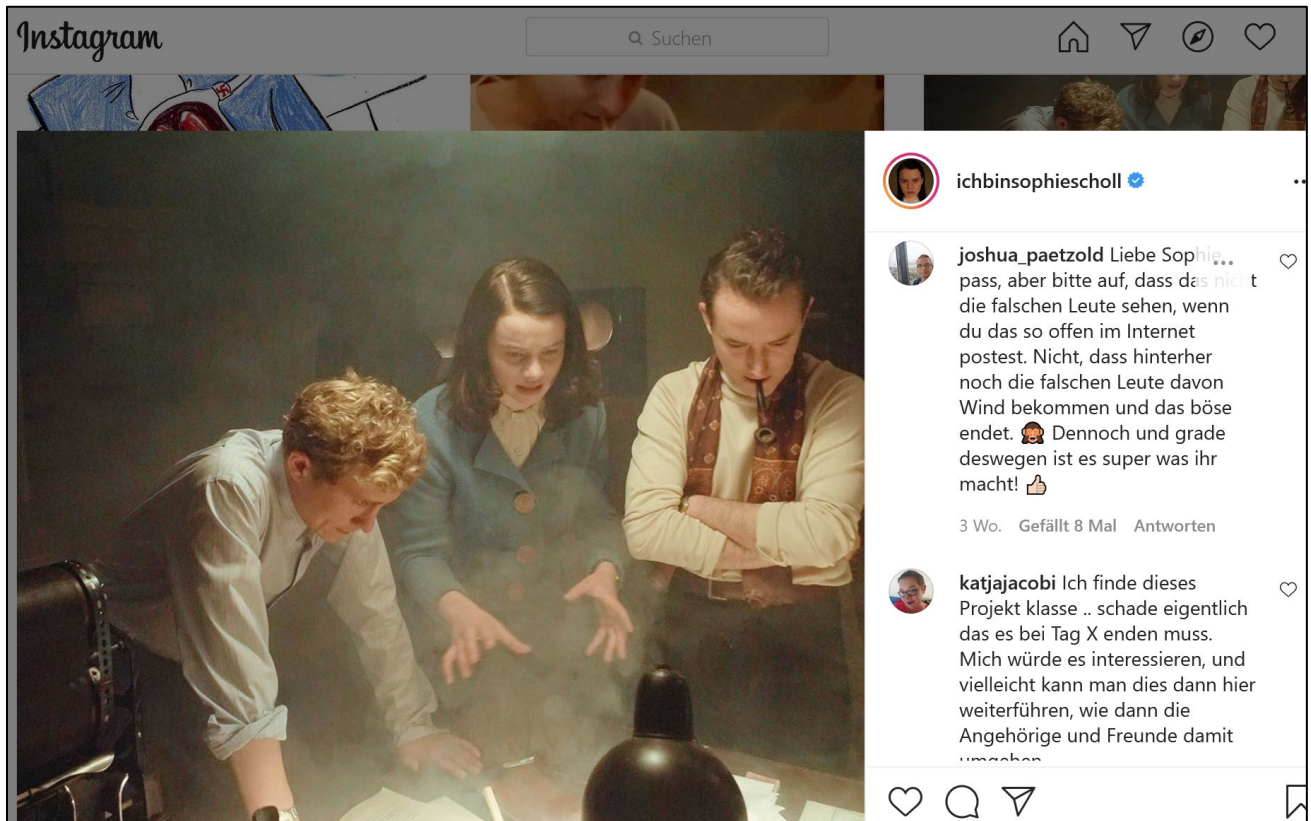 Instagram
Suchen
ichbinsophiescholl
joshua_paetzold Liebe Sophie,
pass, aber bitte auf, dass das nicht
die falschen Leute sehen, wenn
du das so offen im Internet
postest. Nicht, dass hinterher
noch die falschen Leute davon
Wind bekommen und das böse
endet. 🙈 Dennoch und grade
deswegen ist es super was ihr
macht! 👍🏻
3 Wo. Gefällt 8 Mal Antworten
katjajacobi Ich finde dieses
Projekt klasse .. schade eigentlich
das es bei Tag X enden muss.
Mich würde es interessieren, und
vielleicht kann man dies dann hier
weiterführen, wie dann die
Angehörige und Freunde damit
umgehen